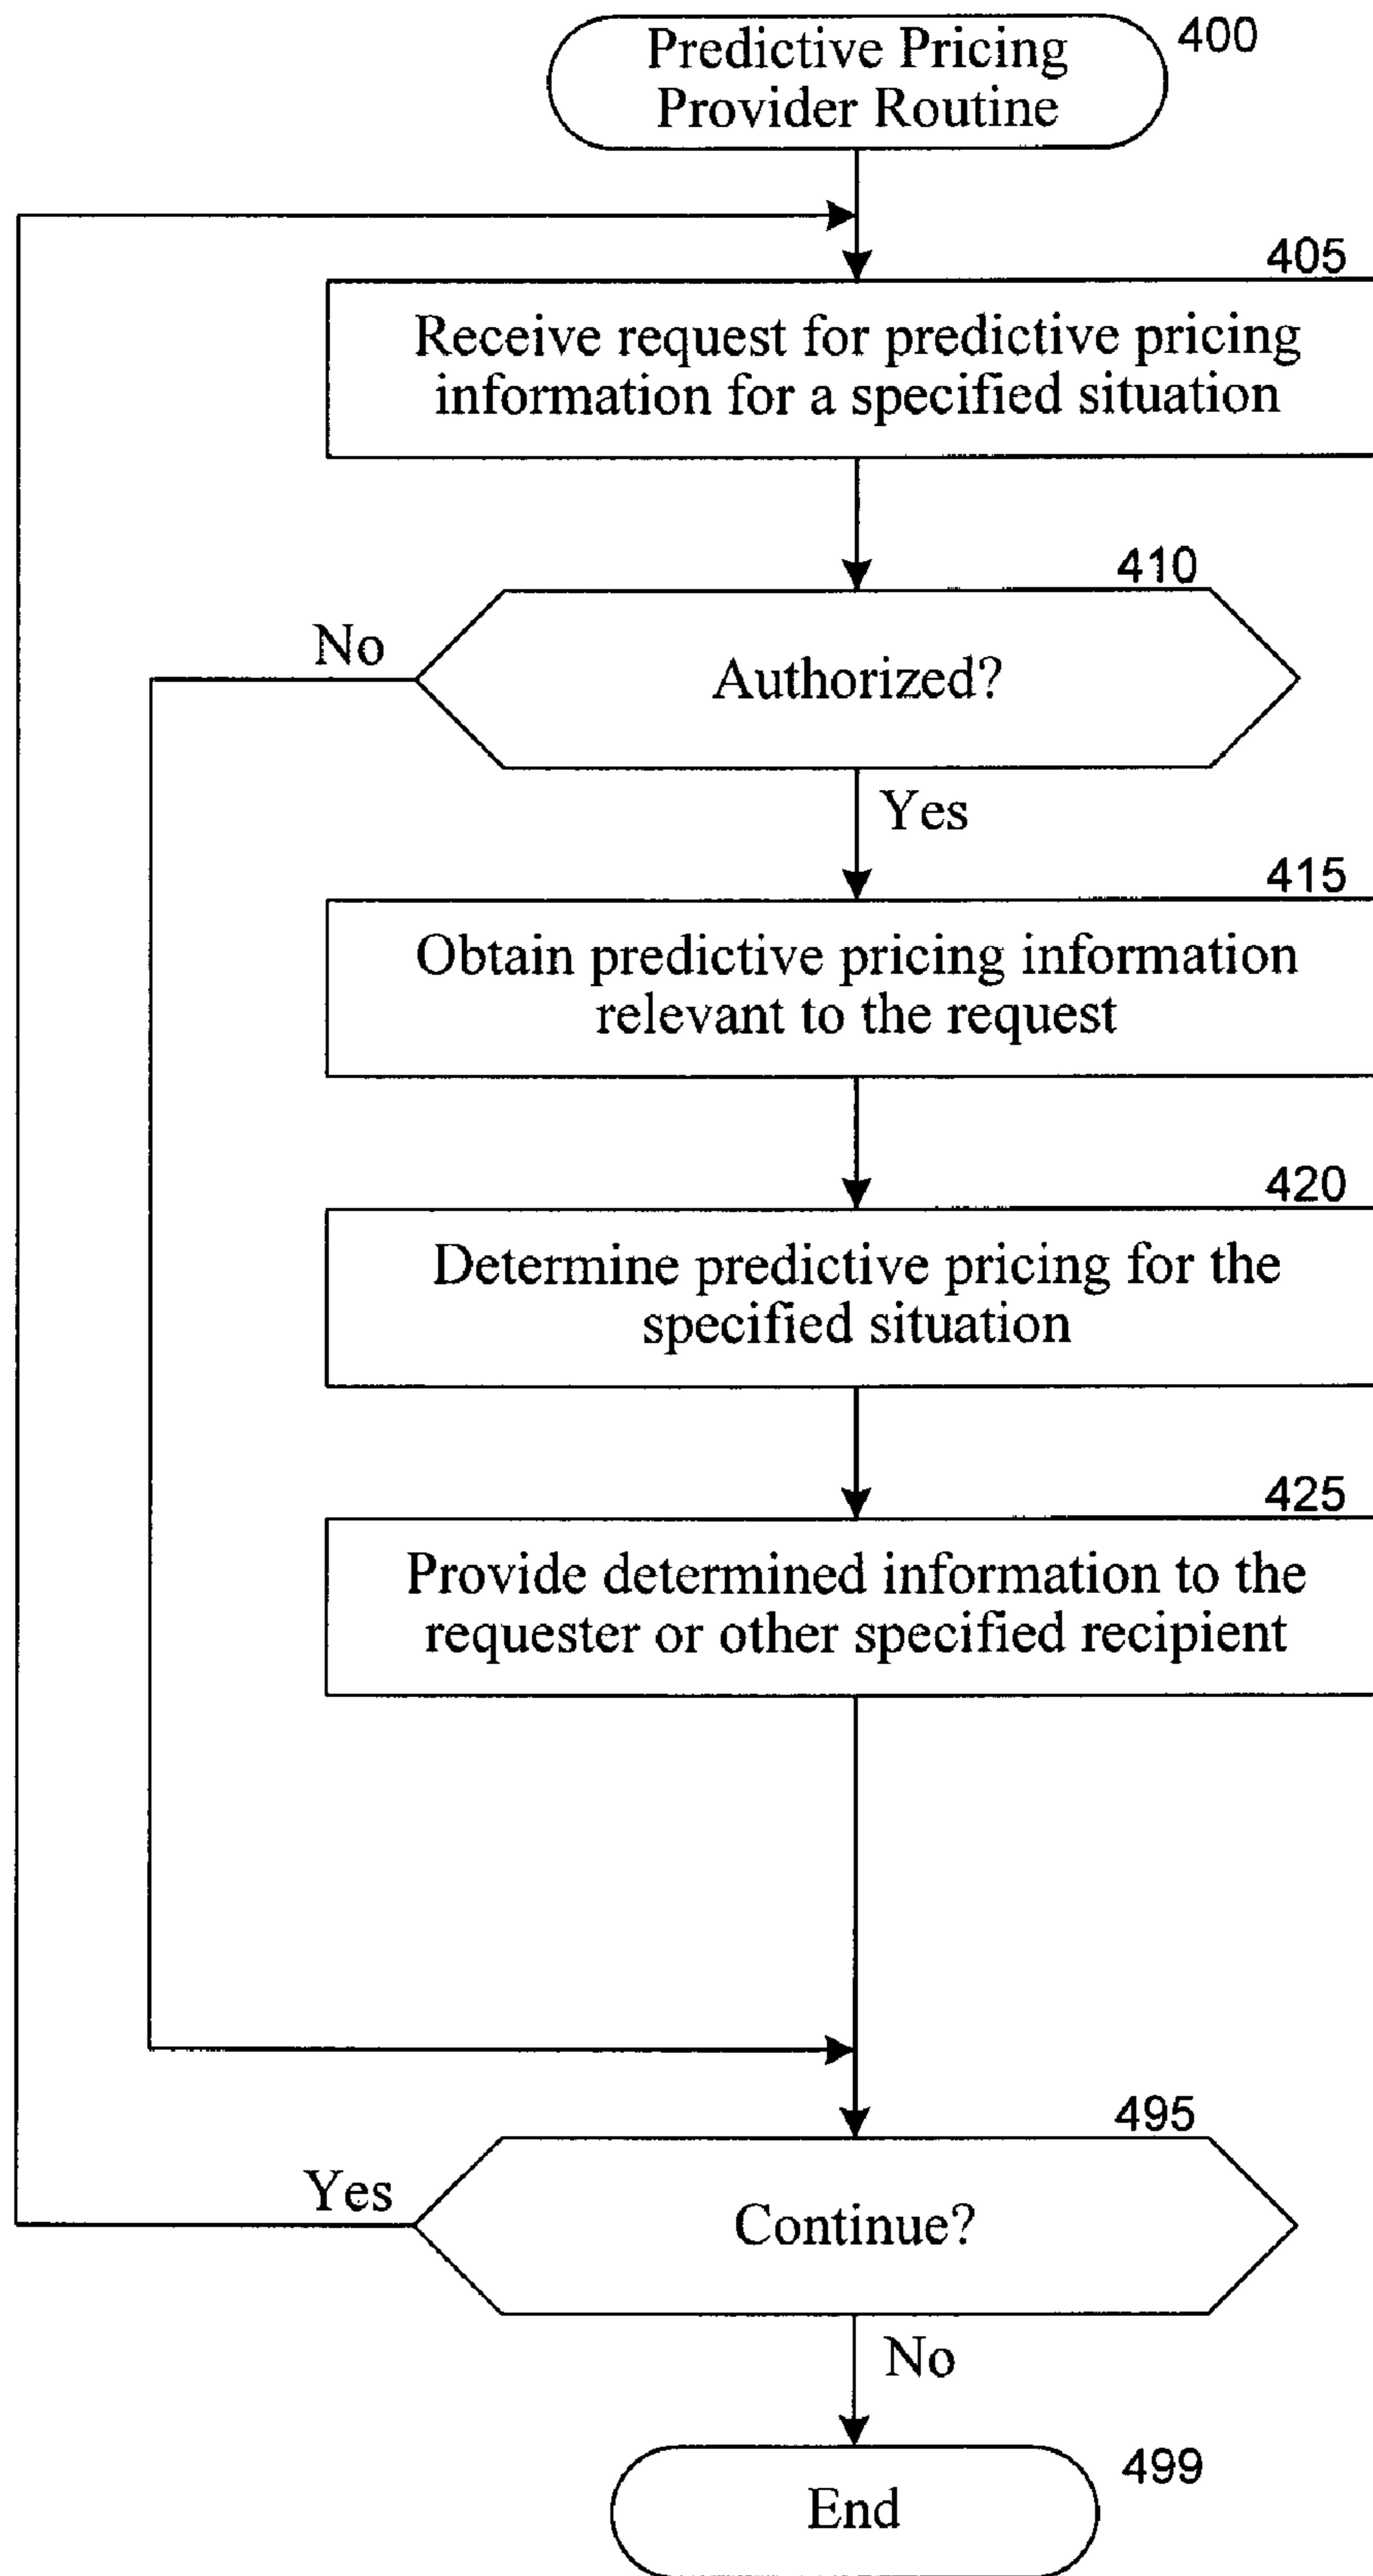 Predictive Pricing
Provider Routine
400
405
Receive request for predictive pricing
information for a specified situation
410
No
Authorized?
Yes
415
Obtain predictive pricing information
relevant to the request
420
Determine predictive pricing for the
specified situation
425
Provide determined information to the
requester or other specified recipient
495
Yes
Continue?
No
499
End